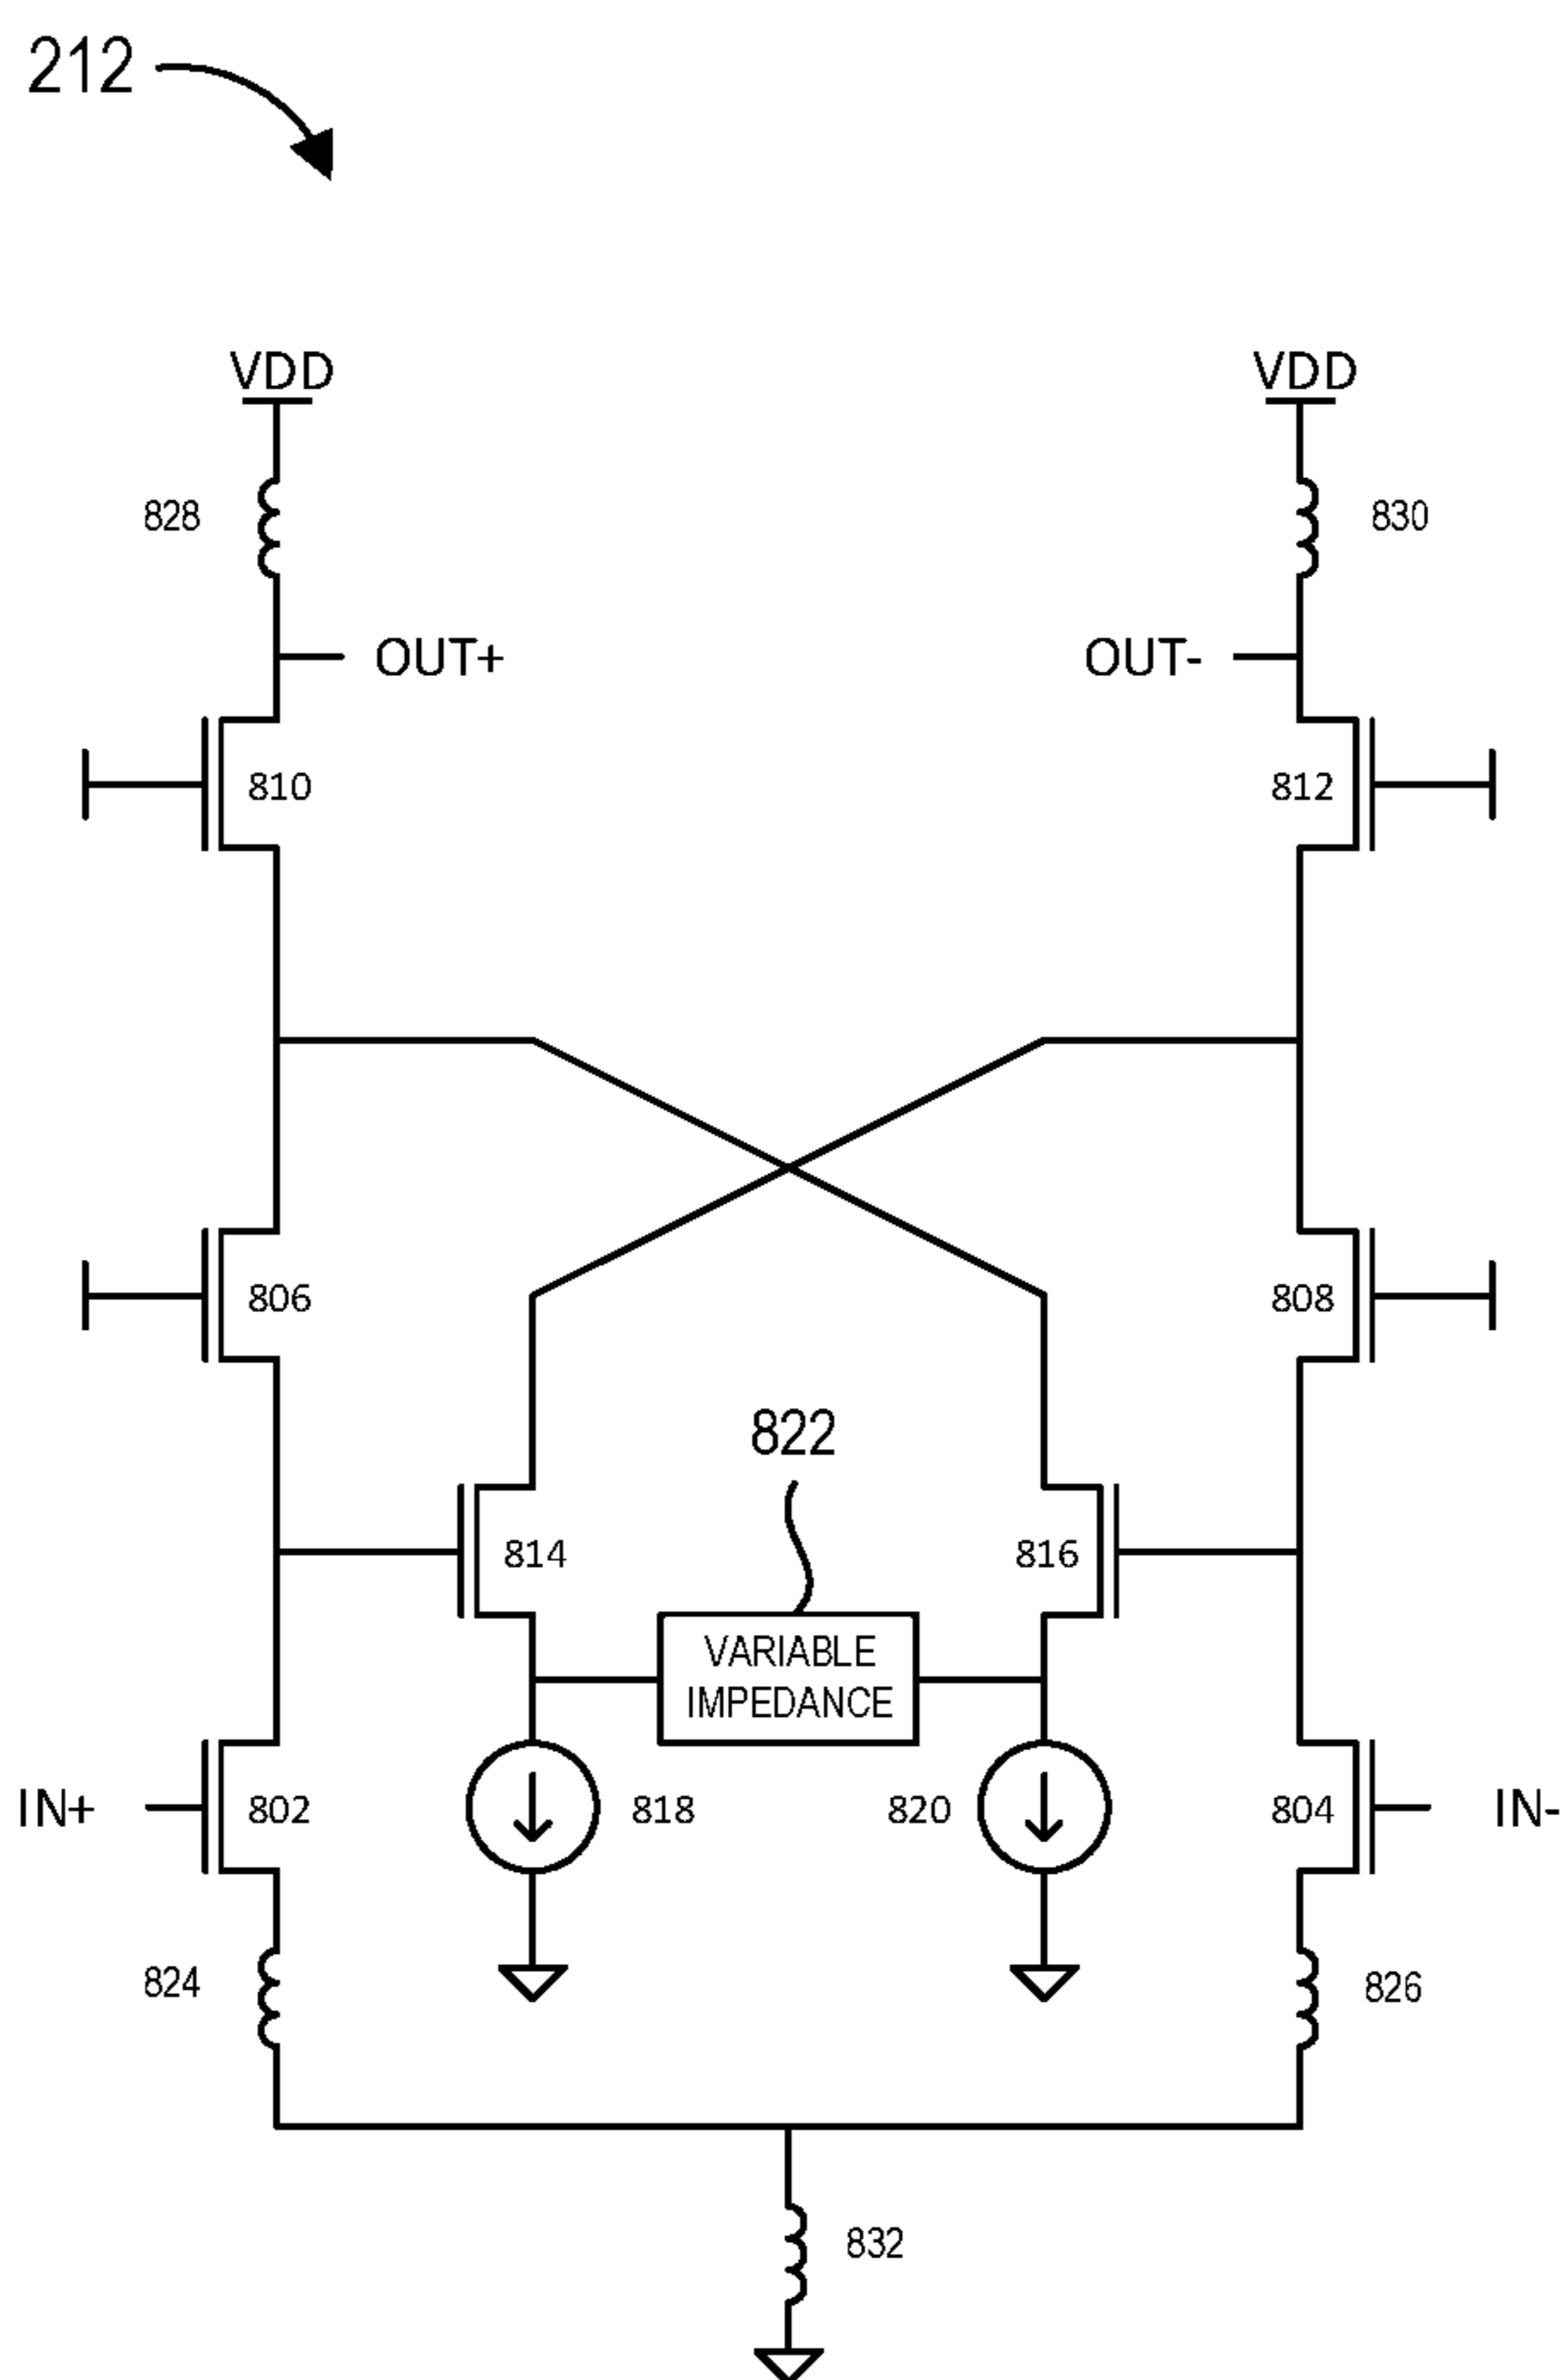 212
VDD
VDD
828
830
OUT+
OUT-
810
812
806
808
822
814
816
VARIABLE
IMPEDANCE
IN+
802
818
820
804
IN-
824
826
832